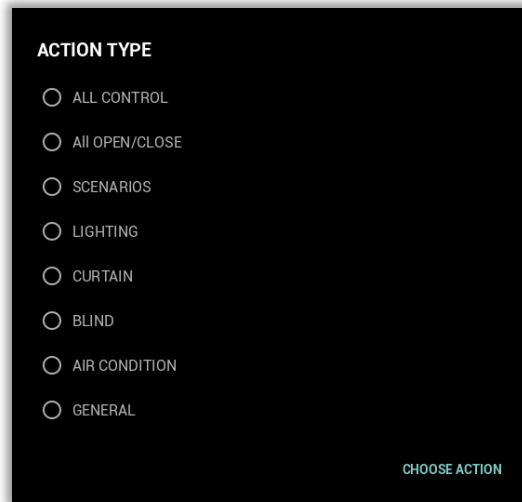 ACTION TYPE
ALL CONTROL
All OPEN/CLOSE
SCENARIOS
LIGHTING
CURTAIN
BLIND
AIR CONDITION
GENERAL
CHOOSE ACTION